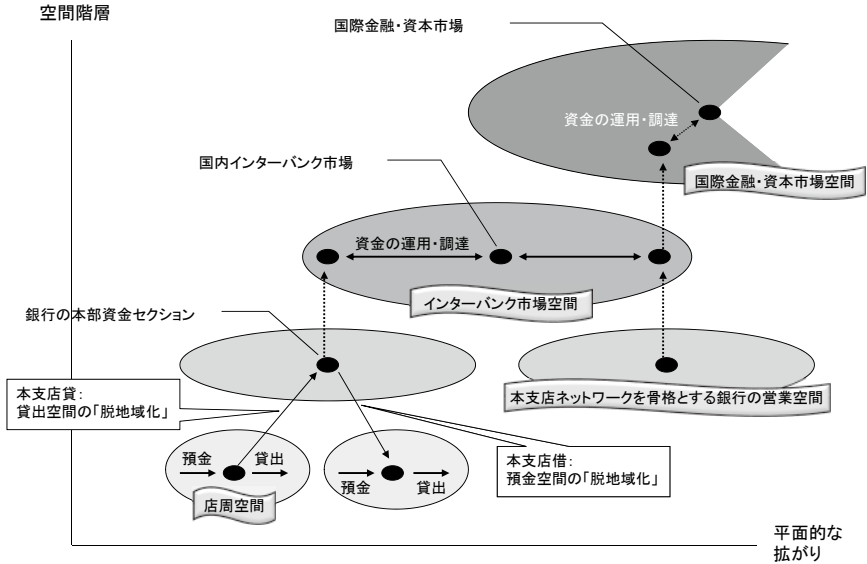 空間階層
国際金融・資本市場
資金の運用・調達
国内インターバンク市場
国際金融・資本市場空間
資金の運用・調達
インターバンク市場空間
銀行の本部資金セクション
本支店貸:
貸出空間の「脱地域化」
本支店ネットワークを骨格とする銀行の営業空間
預金
貸出
店周空間
預金
貸出
本支店借:
預金空間の「脱地域化」
平面的な
拡がり